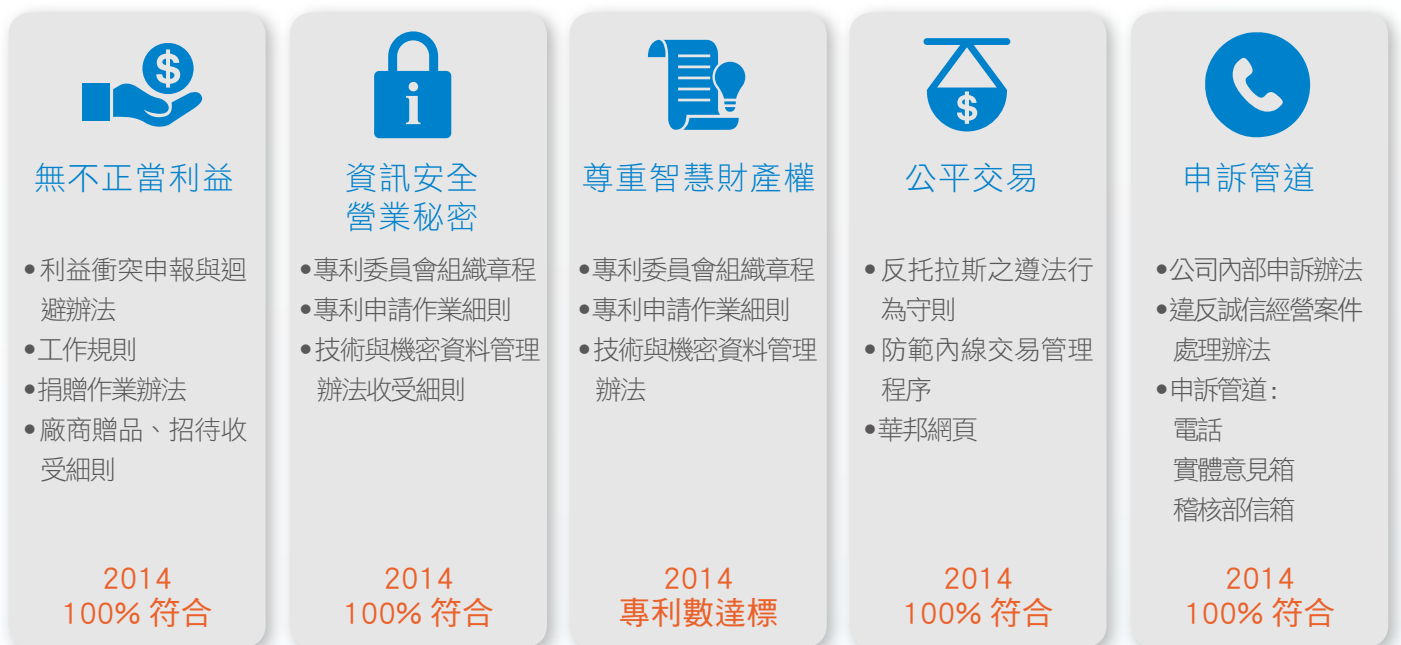 無不正當利益
•利益衝突申報與迴
避辦法
•工作規則
•捐贈作業辦法
•廠商贈品、招待收
受細則
2014
100% 符合
資訊安全
營業秘密
•專利委員會組織章程
•專利申請作業細則
•技術與機密資料管理
辦法收受細則
2014
100% 符合
尊重智慧財產權
•專利委員會組織章程
•專利申請作業細則
•技術與機密資料管理
辦法
2014
專利數達標
公平交易
•反托拉斯之遵法行
為守則
•防範內線交易管理
程序
•華邦網頁
2014
100% 符合
申訴管道
•公司內部申訴辦法
•違反誠信經營案件
處理辦法
•申訴管道：
電話
實體意見箱
稽核部信箱
2014
100% 符合